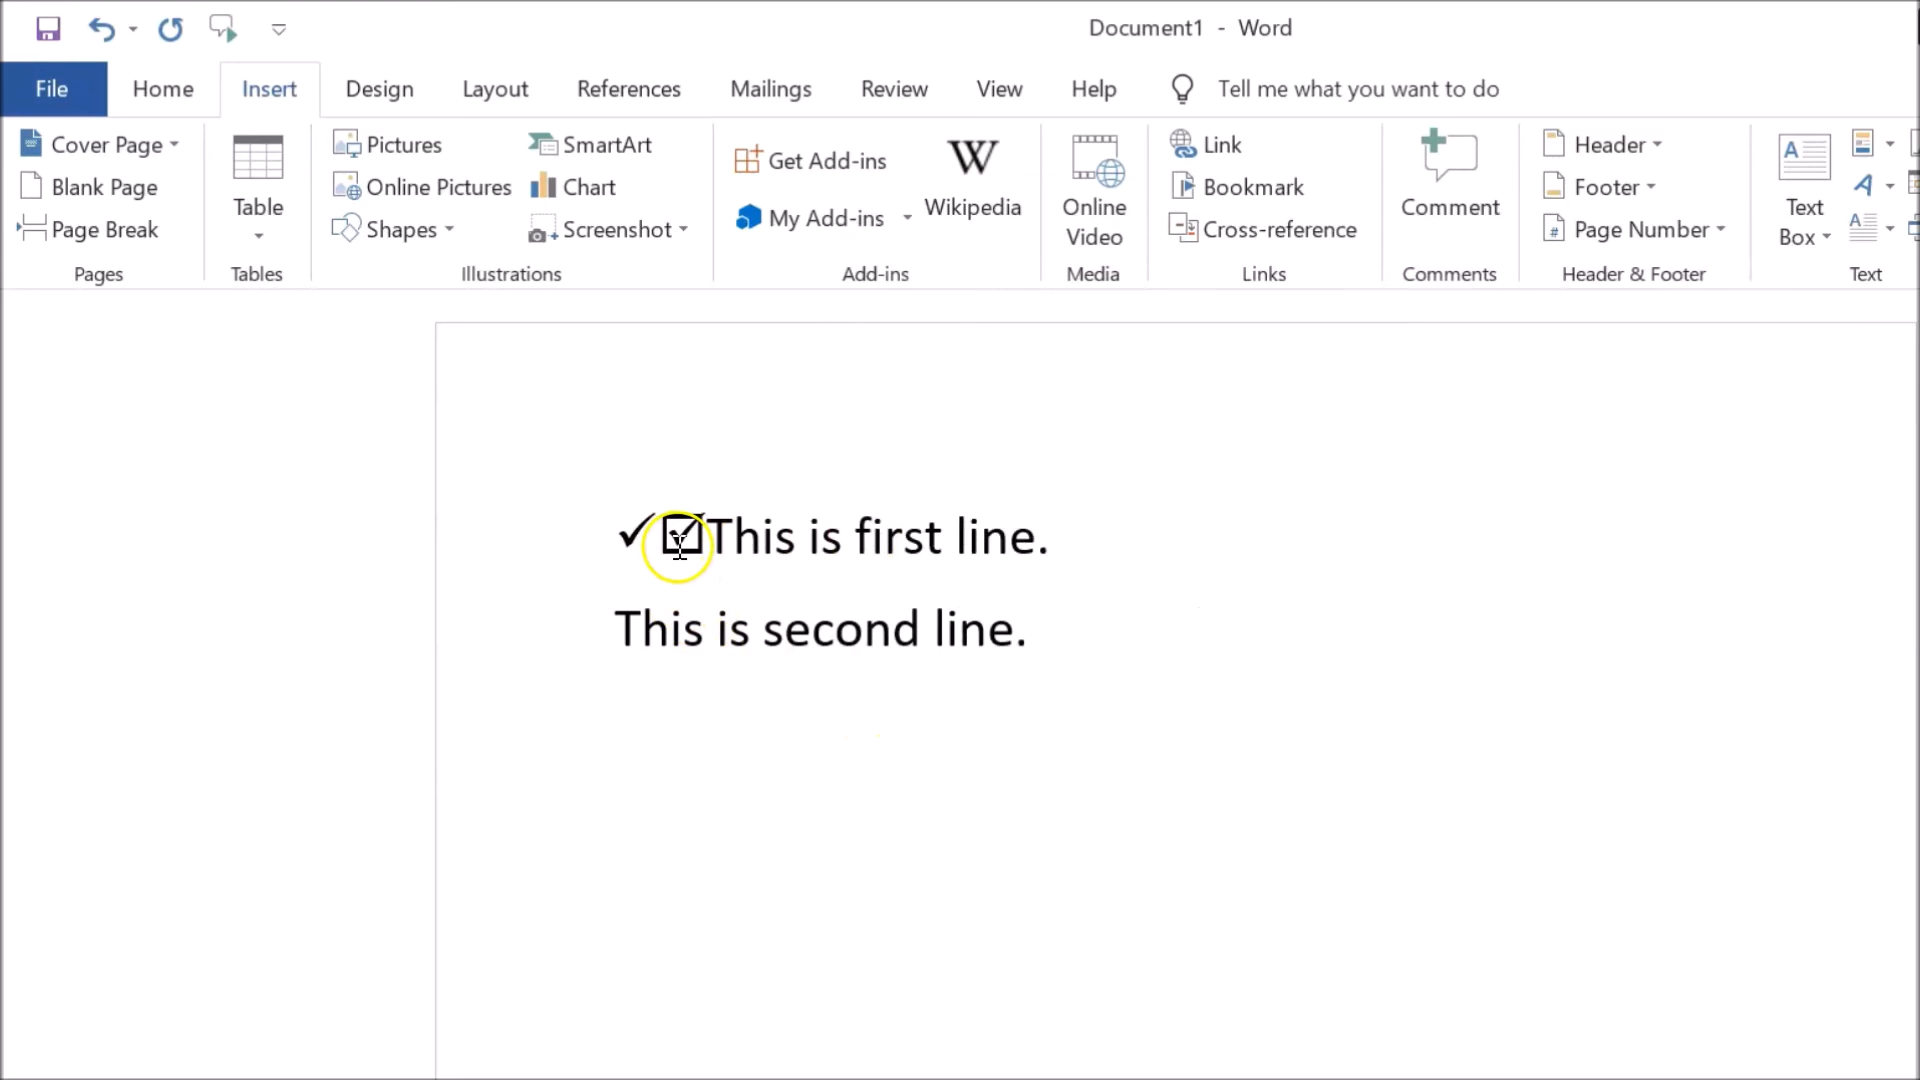 Document1 - Word
File Home Insert Design Layout References Mailings Review View Help Tell me what you want to do
Cover Page
Blank Page
Page Break
Pages
Table
Tables
Pictures
Online Pictures
Shapes
SmartArt
Chart
Screenshot
Illustrations
Get Add-ins
My Add-ins
W
Wikipedia
Add-ins
Online
Video
Media
Link
Bookmark
Cross-reference
Links
Comment
Comments
Header
Footer
Page Number
Header & Footer
Text
Box
Text
✓ ☑This is first line.
This is second line.